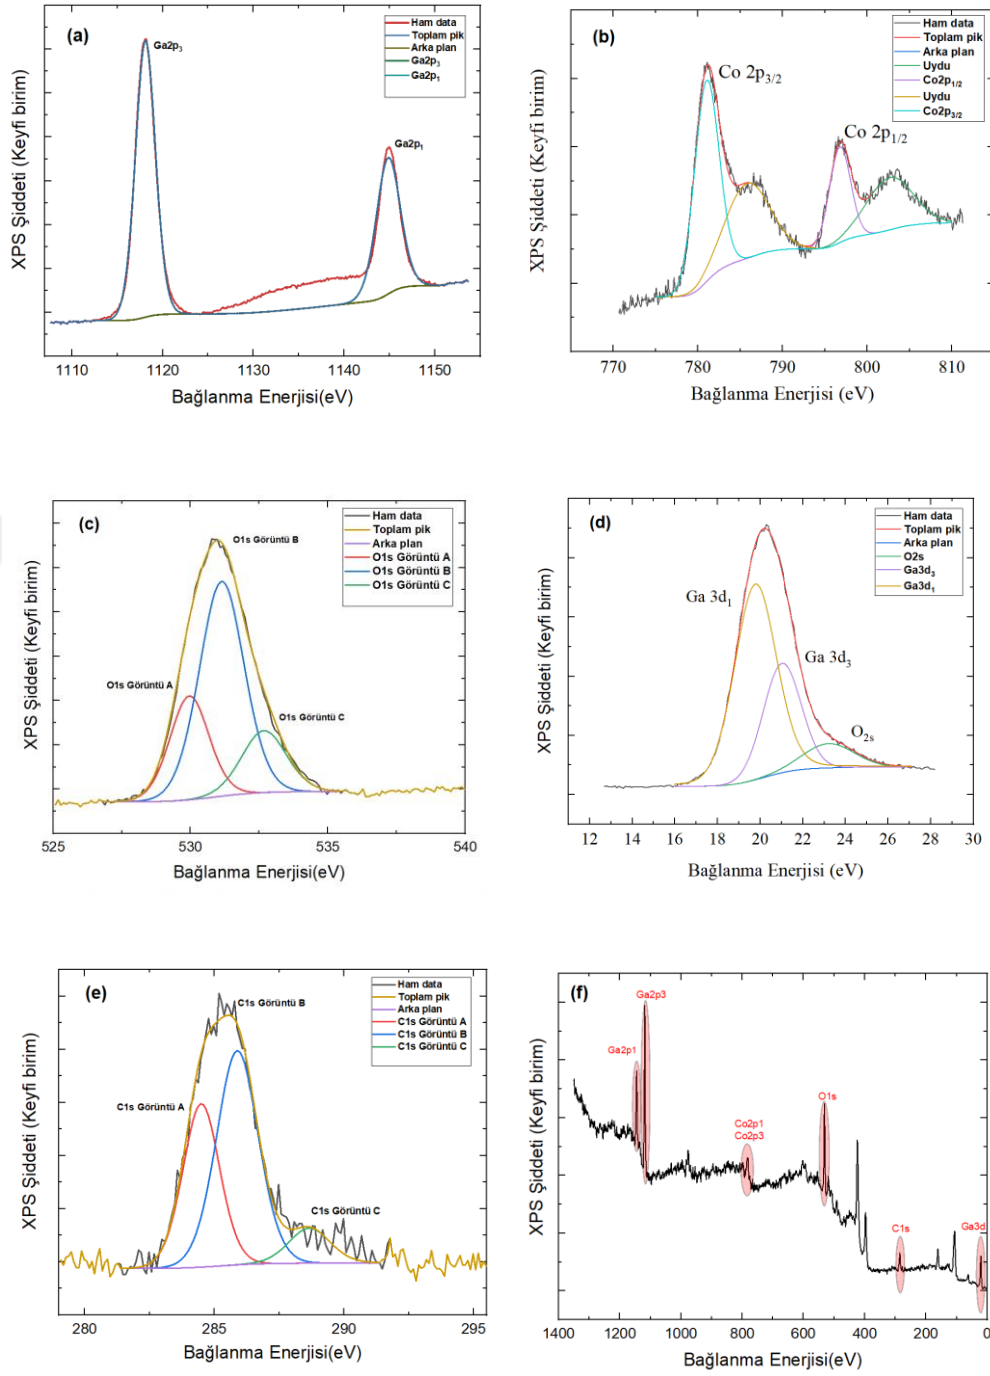 (a)
Ham data
Toplam pik
Arka plan
Ga2p3
Ga2p1
Ga2p3
Ga2p1
XPS Şiddeti (Keyfi birim)
1110 1120 1130 1140 1150
Bağlanma Enerjisi(eV)
(b)
Ham data
Toplam pik
Arka plan
Uydu
Co2p1/2
Uydu
Co2p3/2
Co 2p3/2
Co 2p1/2
XPS Şiddeti (Keyfi birim)
770 780 790 800 810
Bağlanma Enerjisi (eV)
(c)
Ham data
Toplam pik
Arka plan
O1s Görüntü A
O1s Görüntü B
O1s Görüntü C
O1s Görüntü B
O1s Görüntü A
O1s Görüntü C
XPS Şiddeti (Keyfi birim)
525 530 535 540
Bağlanma Enerjisi(eV)
(d)
Ham data
Toplam pik
Arka plan
O2s
Ga3d3
Ga3d1
Ga 3d1
Ga 3d3
O2s
XPS Şiddeti (Keyfi birim)
12 14 16 18 20 22 24 26 28 30
Bağlanma Enerjisi (eV)
(e)
Ham data
Toplam pik
Arka plan
C1s Görüntü A
C1s Görüntü B
C1s Görüntü C
C1s Görüntü B
C1s Görüntü A
C1s Görüntü C
XPS Şiddeti (Keyfi birim)
280 285 290 295
Bağlanma Enerjisi(eV)
(f)
Ga2p3
Ga2p1
O1s
Co2p1
Co2p3
C1s
Ga3d
XPS Şiddeti (Keyfi birim)
1400 1200 1000 800 600 400 200 0
Bağlanma Enerjisi(eV)